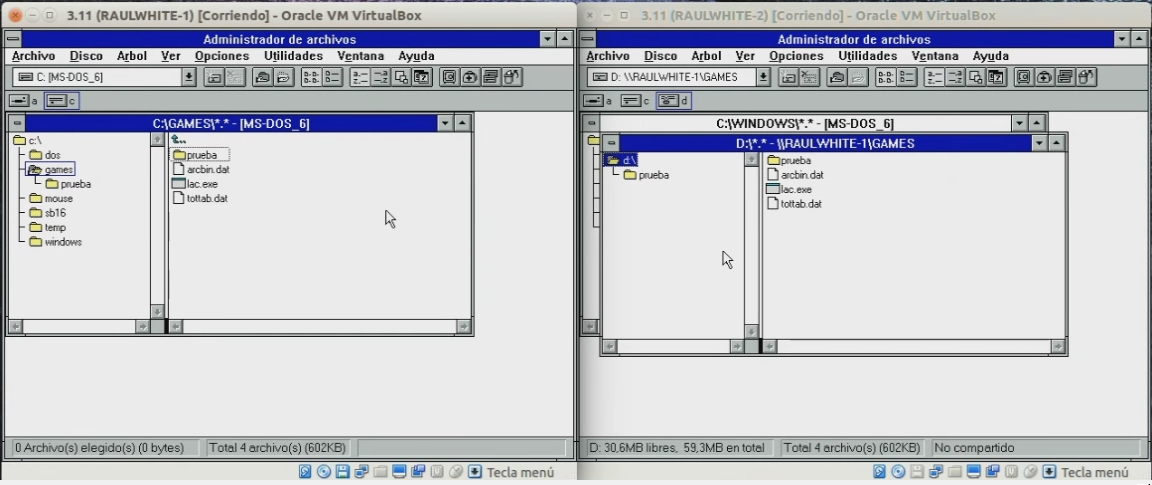 3.11 (RAULWHITE-1) [Corriendo] - Oracle VM VirtualBox
Administrador de archivos
Archivo Disco Arbol Ver Opciones Utilidades Ventana Ayuda
C: [MS-DOS_6]
a c
C:\GAMES\*.* - [MS-DOS_6]
c:\
dos
games
prueba
mouse
sb16
temp
windows
prueba
arcbin.dat
lac.exe
tottab.dat
0 Archivo(s) elegido(s) (0 bytes) Total 4 archivo(s) (602KB)
Tecla menú
3.11 (RAULWHITE-2) [Corriendo] - Oracle VM VirtualBox
Administrador de archivos
Archivo Disco Arbol Ver Opciones Utilidades Ventana Ayuda
D: \\RAULWHITE-1\GAMES
a c d
C:\WINDOWS\*.* - [MS-DOS_6]
D:\*.* - \\RAULWHITE-1\GAMES
d:\
prueba
prueba
arcbin.dat
lac.exe
tottab.dat
D: 30,6MB libres, 59,3MB en total Total 4 archivo(s) (602KB) No compartido
Tecla menú